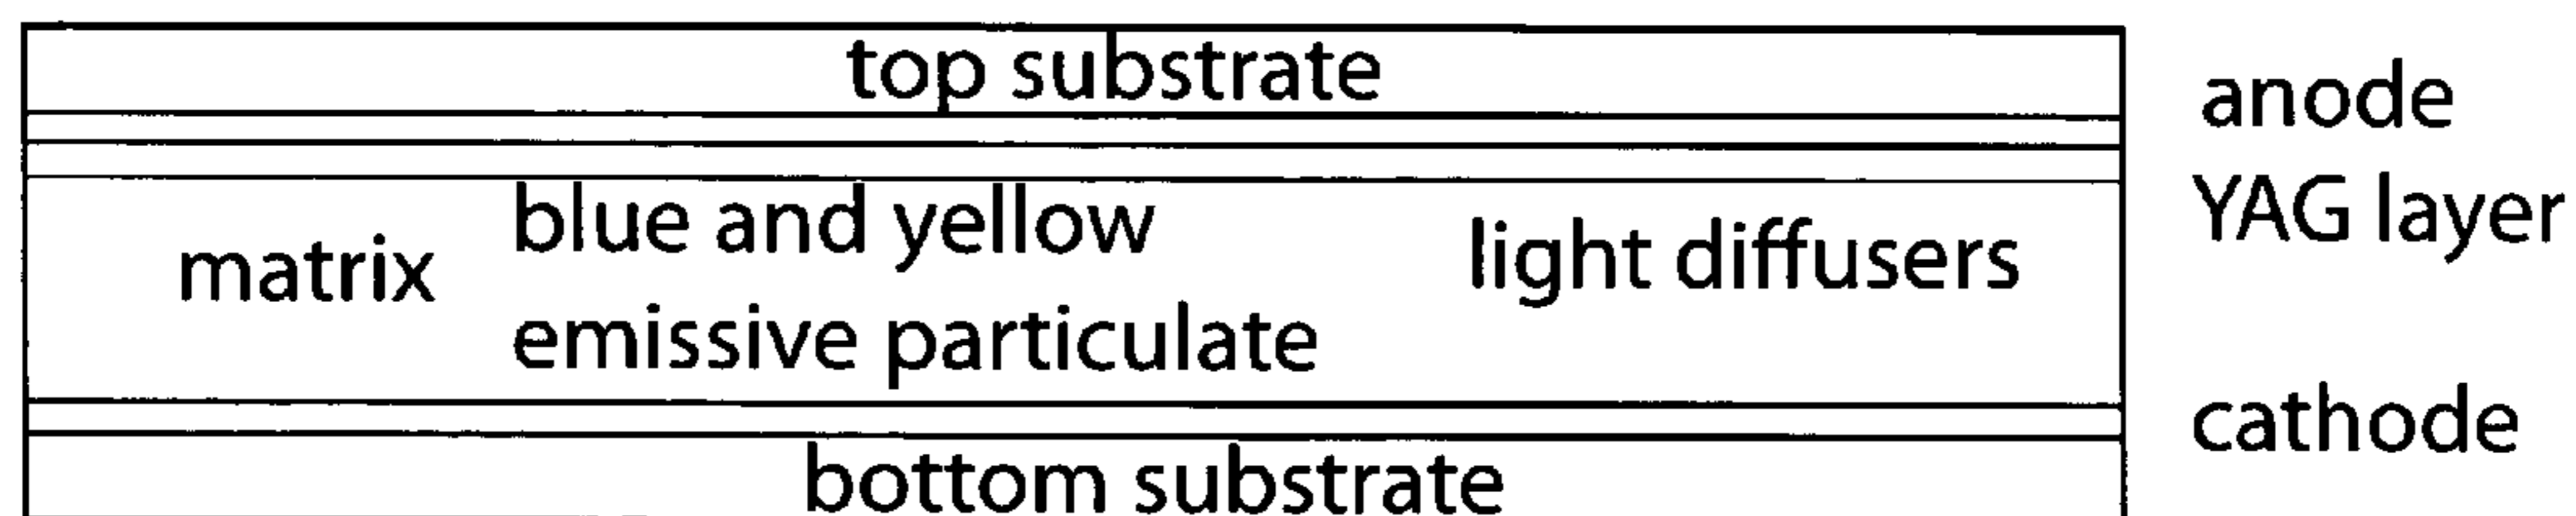 top substrate
anode
YAG layer
matrix
blue and yellow
emissive particulate
light diffusers
cathode
bottom substrate